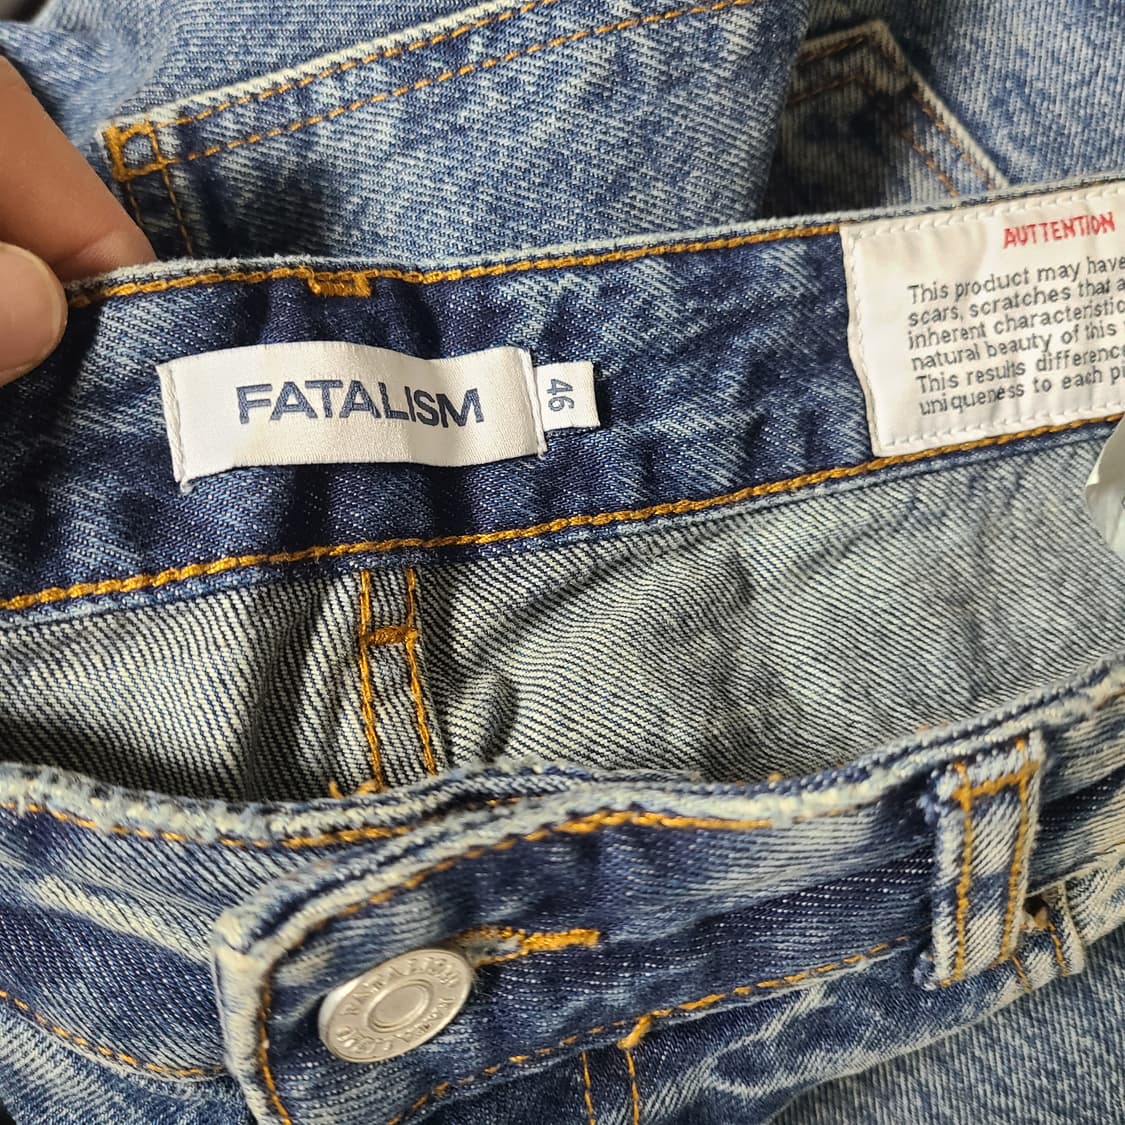 FATALISM
46
AUTTENTION
This product may have
scars, scratches that a
inherent characteristic
natural beauty of this
This results difference
uniqueness to each pi